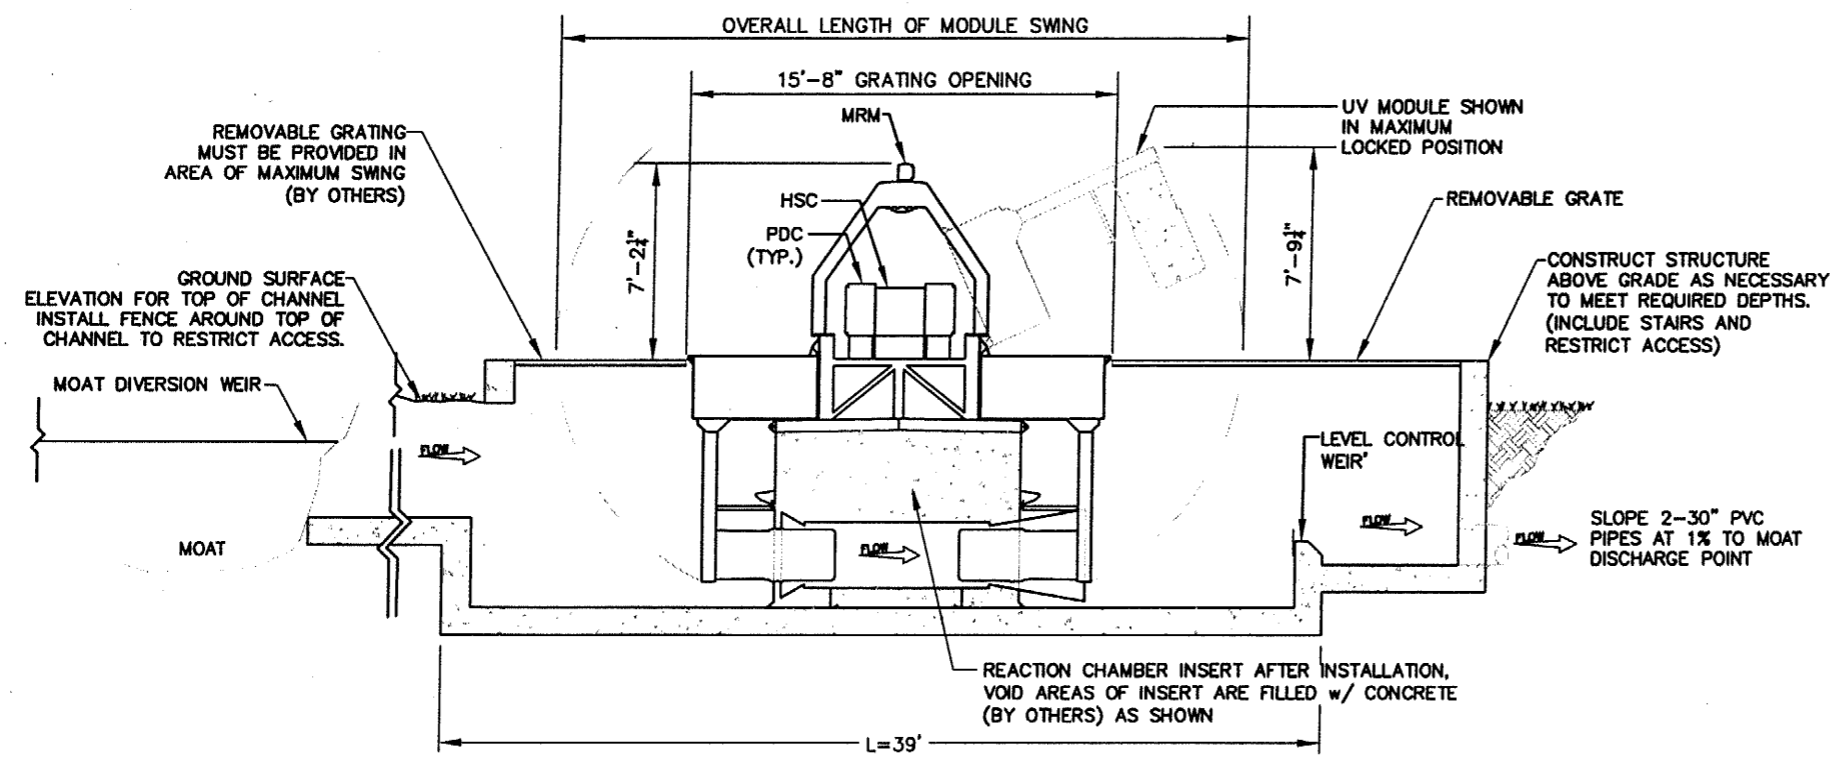 OVERALL LENGTH OF MODULE SWING
15'-8" GRATING OPENING
MRM
UV MODULE SHOWN
IN MAXIMUM
LOCKED POSITION
REMOVABLE GRATING
MUST BE PROVIDED IN
AREA OF MAXIMUM SWING
(BY OTHERS)
HSC
PDC
(TYP.)
7'-2¼"
7'-9¼"
REMOVABLE GRATE
GROUND SURFACE
ELEVATION FOR TOP OF CHANNEL
INSTALL FENCE AROUND TOP OF
CHANNEL TO RESTRICT ACCESS.
CONSTRUCT STRUCTURE
ABOVE GRADE AS NECESSARY
TO MEET REQUIRED DEPTHS.
(INCLUDE STAIRS AND
RESTRICT ACCESS)
MOAT DIVERSION WEIR
FLOW
LEVEL CONTROL
WEIR'
MOAT
FLOW
FLOW
FLOW
SLOPE 2-30" PVC
PIPES AT 1% TO MOAT
DISCHARGE POINT
REACTION CHAMBER INSERT AFTER INSTALLATION,
VOID AREAS OF INSERT ARE FILLED w/ CONCRETE
(BY OTHERS) AS SHOWN
L=39'